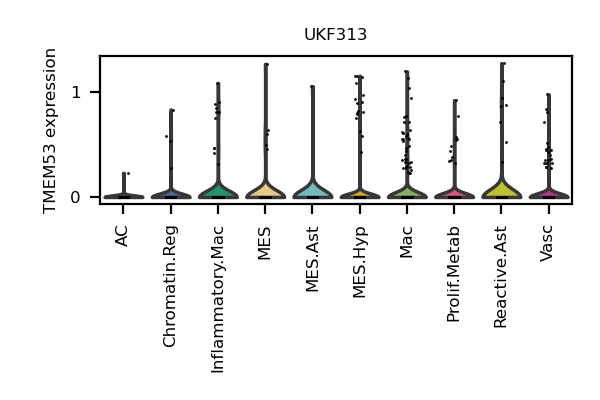 UKF313
TMEM53 expression
1
0
AC
Chromatin.Reg
Inflammatory.Mac
MES
MES.Ast
MES.Hyp
Mac
Prolif.Metab
Reactive.Ast
Vasc